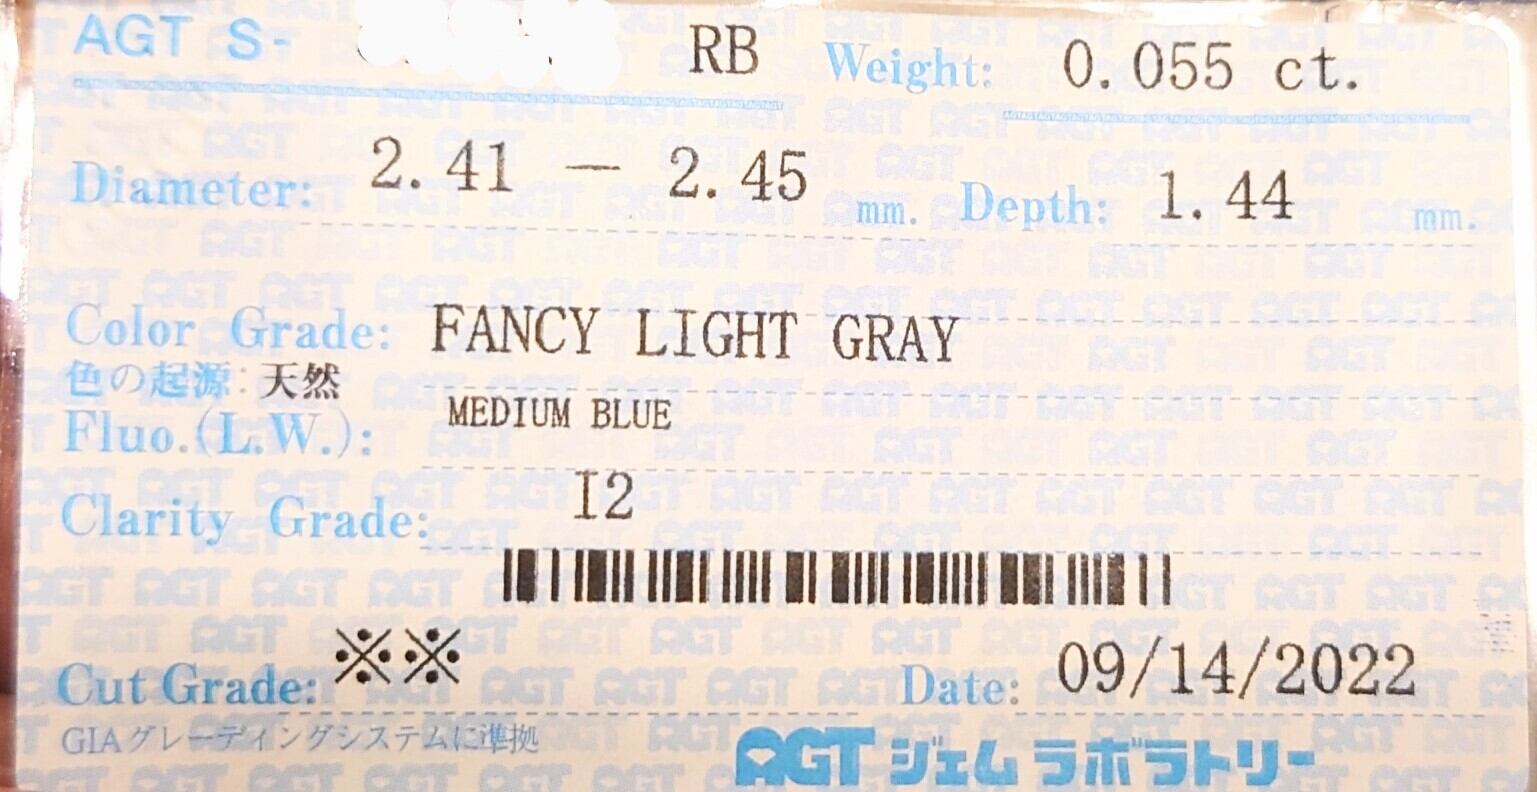 AGT S- RB Weight: 0.055 ct.
Diameter: 2.41 － 2.45 mm. Depth: 1.44 mm.
Color Grade: FANCY LIGHT GRAY
色の起源: 天然
Fluo.(L.W.): MEDIUM BLUE
Clarity Grade: I2
Cut Grade: ※※ Date: 09/14/2022
GIAグレーディングシステムに準拠
AGT ジェム ラボラトリー